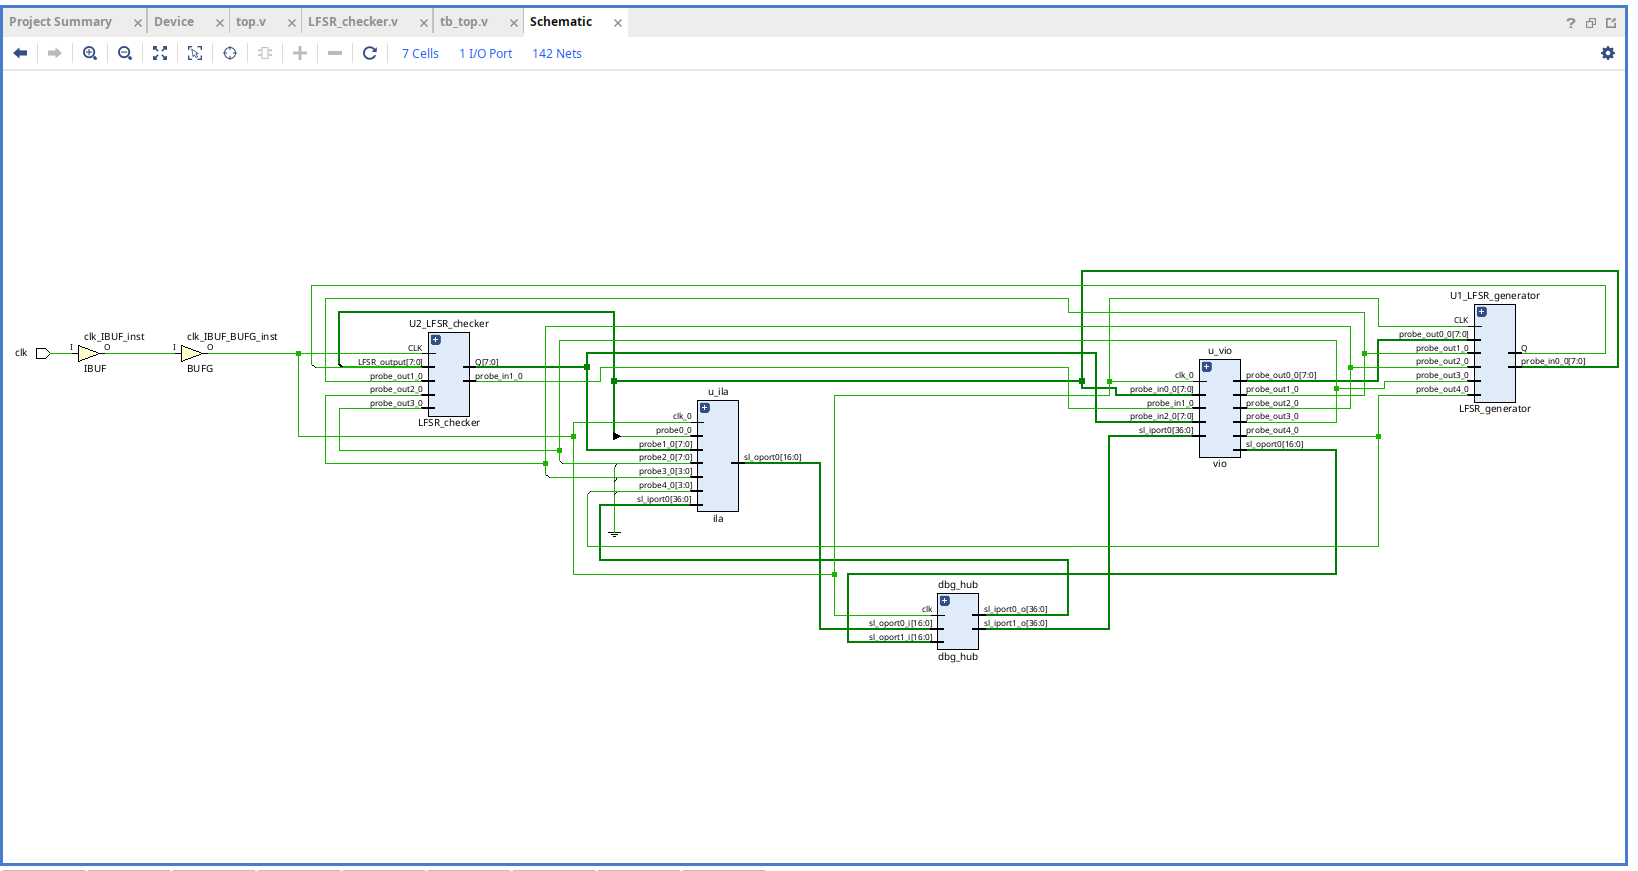 Project Summary × Device × top.v × LFSR_checker.v × tb_top.v × Schematic ×
7 Cells 1 I/O Port 142 Nets
clk
clk_IBUF_inst
I O
IBUF
clk_IBUF_BUFG_inst
I O
BUFG
U2_LFSR_checker
CLK
LFSR_output[7:0]
probe_out1_0
probe_out2_0
probe_out3_0
Q[7:0]
probe_in1_0
LFSR_checker
u_ila
clk_0
probe0_0
probe1_0[7:0]
probe2_0[7:0]
probe3_0[3:0]
probe4_0[3:0]
sl_iport0[36:0]
sl_oport0[16:0]
ila
dbg_hub
clk
sl_oport0_i[16:0]
sl_oport1_i[16:0]
sl_iport0_o[36:0]
sl_iport1_o[36:0]
dbg_hub
u_vio
clk_0
probe_in0_0[7:0]
probe_in1_0
probe_in2_0[7:0]
sl_iport0[36:0]
probe_out0_0[7:0]
probe_out1_0
probe_out2_0
probe_out3_0
probe_out4_0
sl_oport0[16:0]
vio
U1_LFSR_generator
CLK
probe_out0_0[7:0]
probe_out1_0
probe_out2_0
probe_out3_0
probe_out4_0
Q
probe_in0_0[7:0]
LFSR_generator